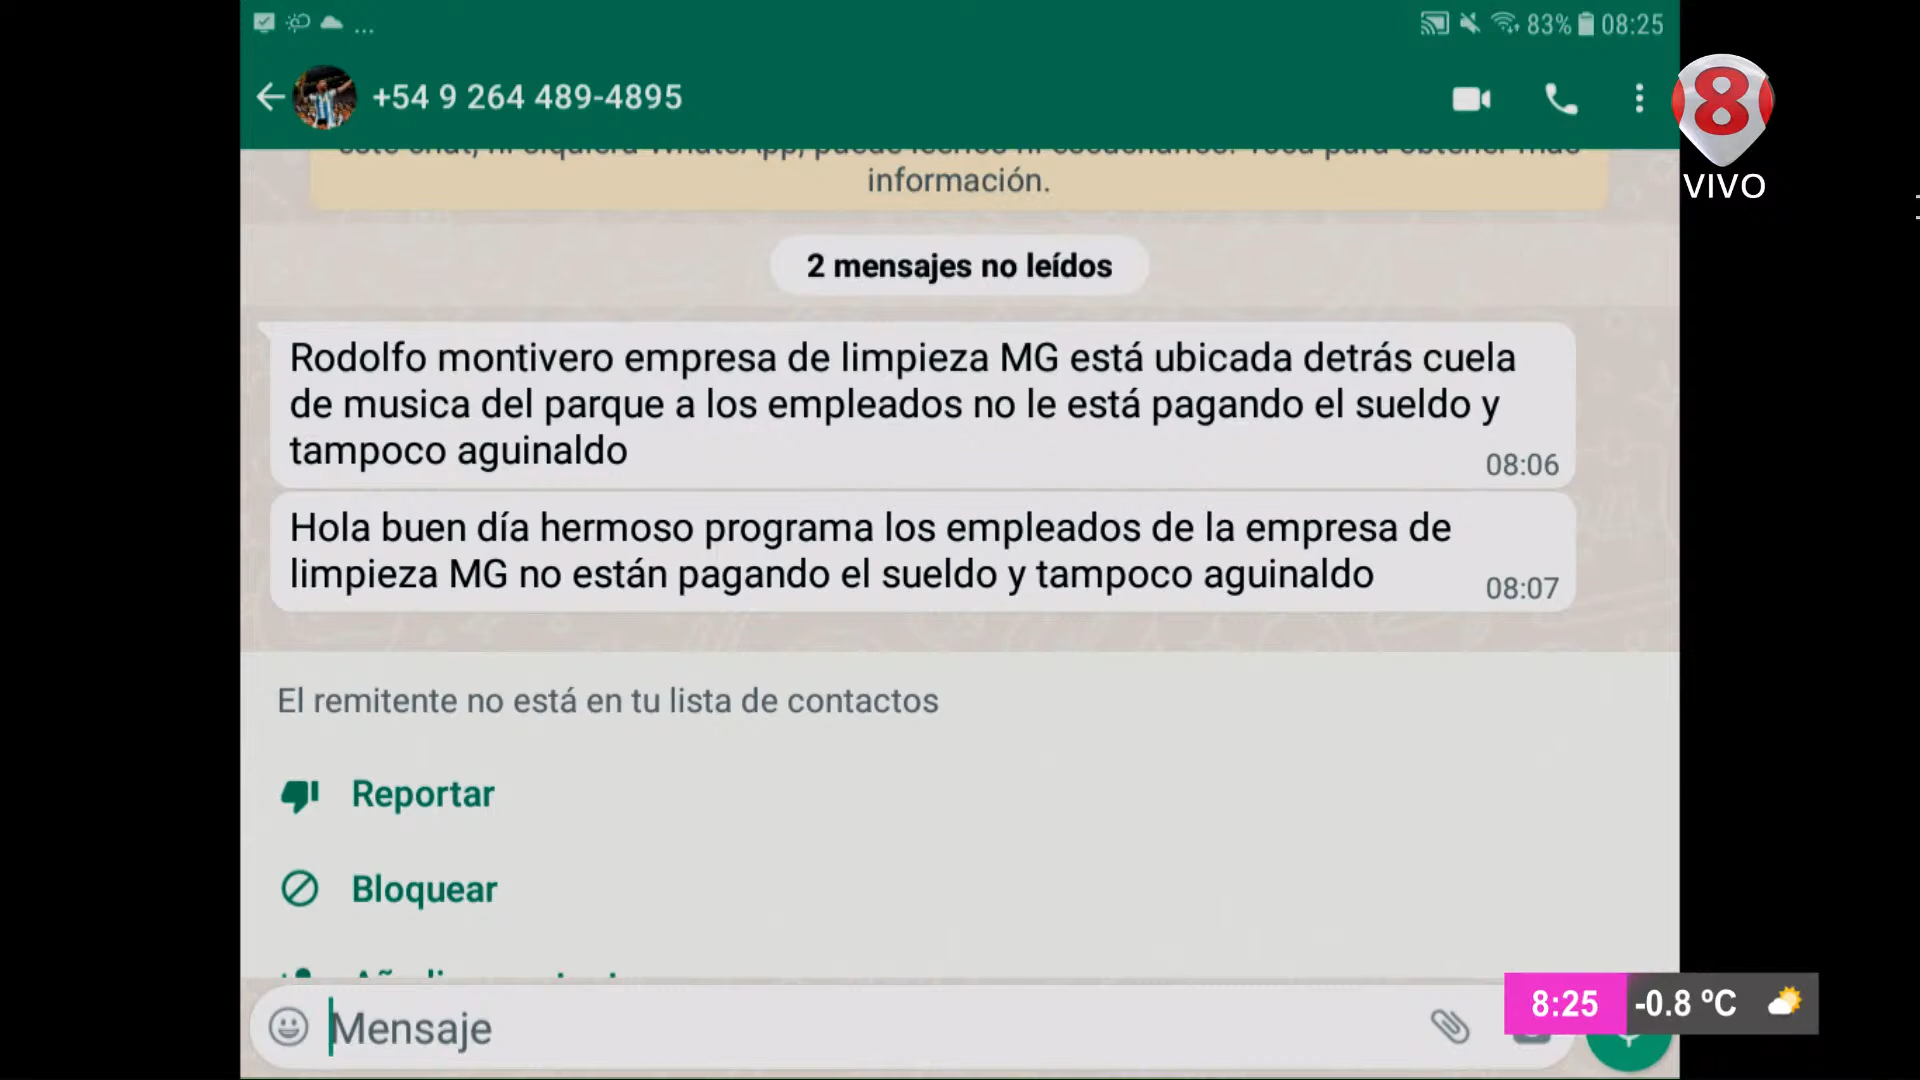 ... 83% 08:25
+54 9 264 489-4895
8
VIVO
información.
2 mensajes no leídos
Rodolfo montivero empresa de limpieza MG está ubicada detrás cuela
de musica del parque a los empleados no le está pagando el sueldo y
tampoco aguinaldo
08:06
Hola buen día hermoso programa los empleados de la empresa de
limpieza MG no están pagando el sueldo y tampoco aguinaldo
08:07
El remitente no está en tu lista de contactos
Reportar
Bloquear
Mensaje
8:25 -0.8 ºC